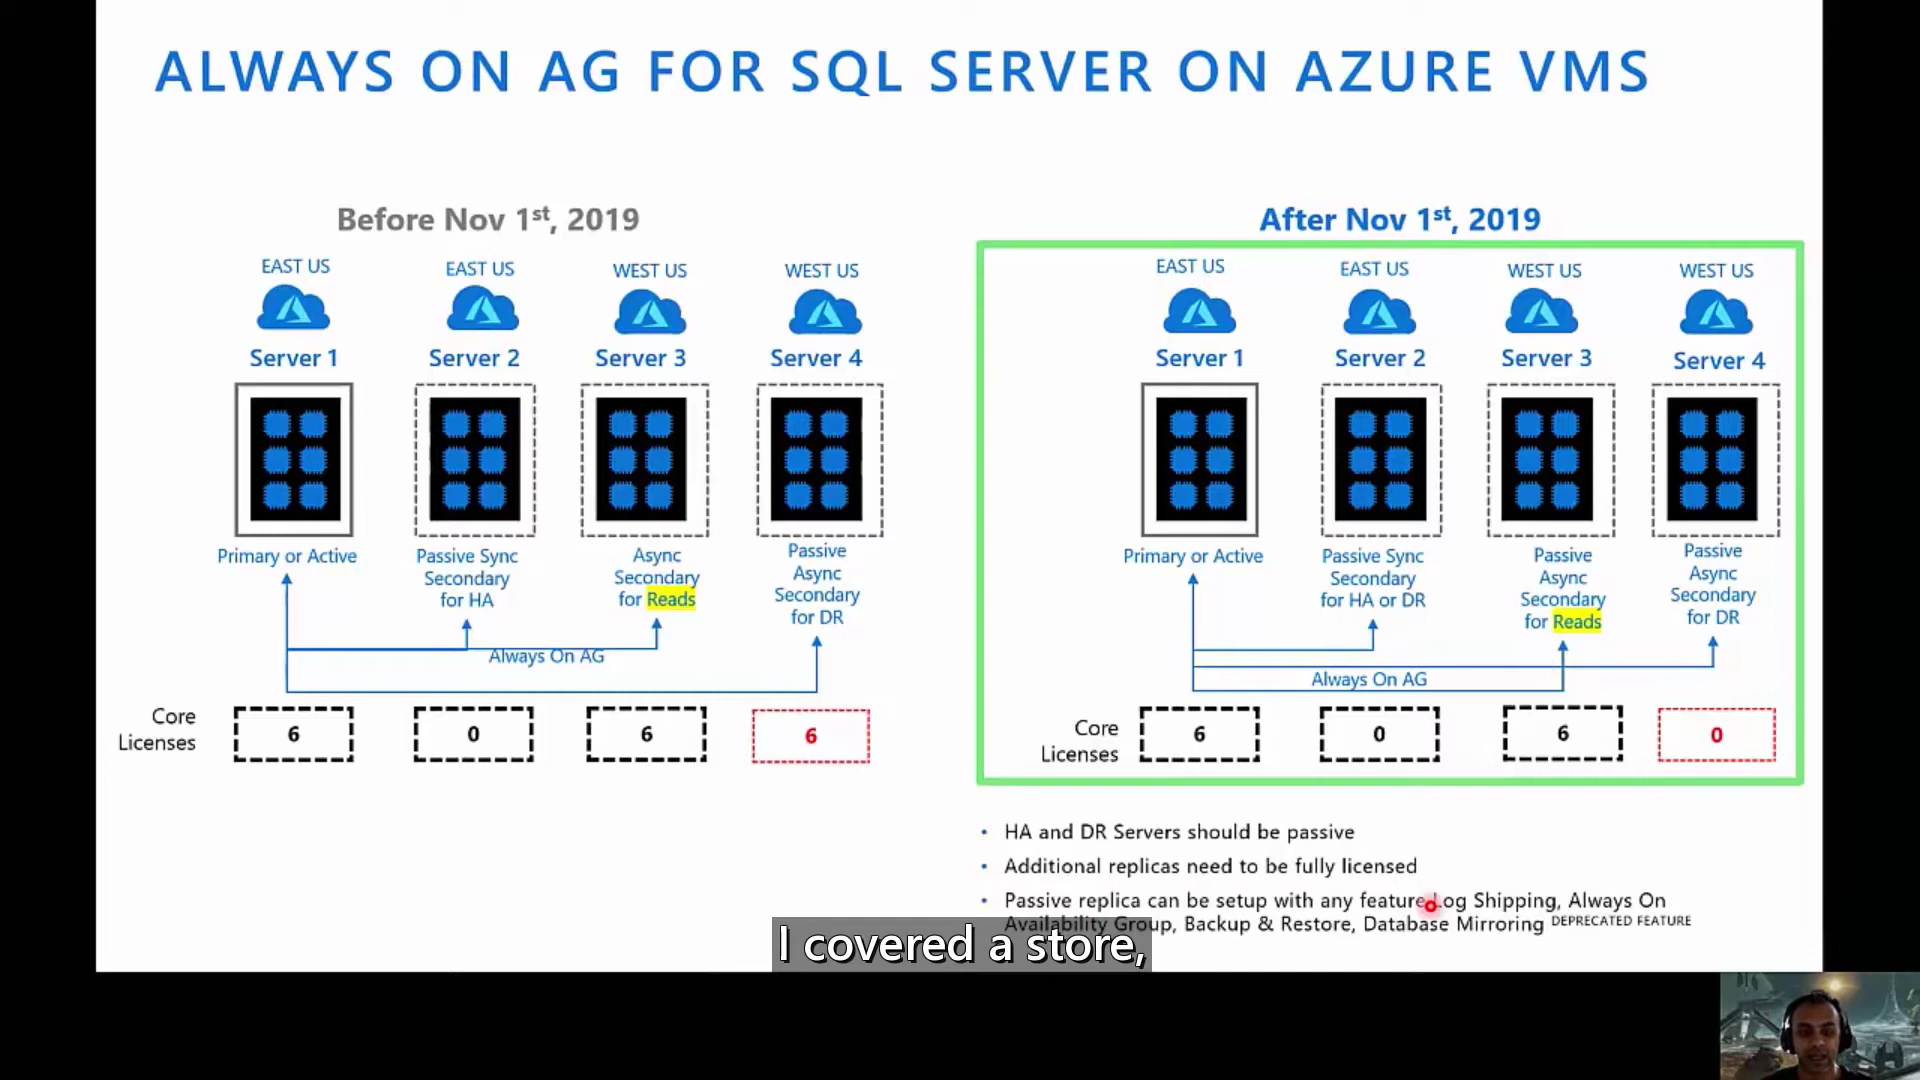 ALWAYS ON AG FOR SQL SERVER ON AZURE VMS
Before Nov 1st, 2019
EAST US
EAST US
WEST US
WEST US
Server 1
Server 2
Server 3
Server 4
Primary or Active
Passive Sync
Secondary
for HA
Async
Secondary
for Reads
Passive
Async
Secondary
for DR
Always On AG
Core
Licenses
6
0
6
6
After Nov 1st, 2019
EAST US
EAST US
WEST US
WEST US
Server 1
Server 2
Server 3
Server 4
Primary or Active
Passive Sync
Secondary
for HA or DR
Passive
Async
Secondary
for Reads
Passive
Async
Secondary
for DR
Always On AG
Core
Licenses
6
0
6
0
• HA and DR Servers should be passive
• Additional replicas need to be fully licensed
• Passive replica can be setup with any feature Log Shipping, Always On
Availability Group, Backup & Restore, Database Mirroring DEPRECATED FEATURE
I covered a store,